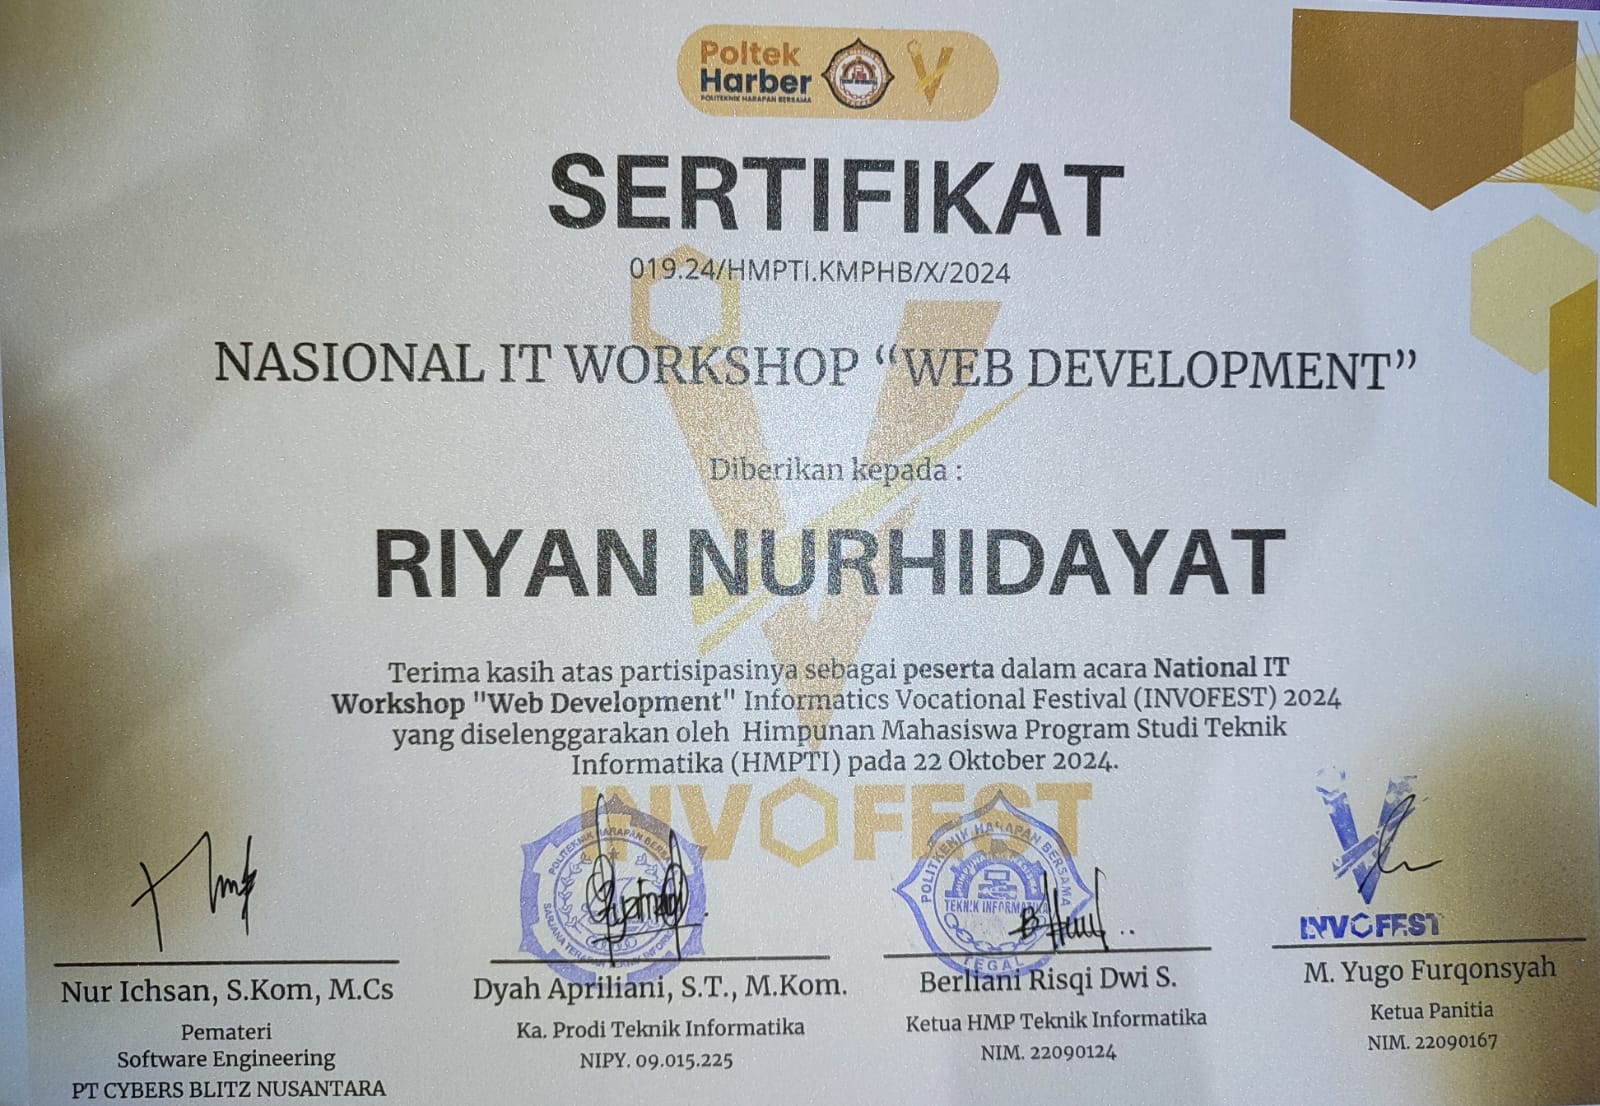 Poltek
Harber
POLITEKNIK HARAPAN BERSAMA
SERTIFIKAT
019.24/HMPTI.KMPHB/X/2024
NASIONAL IT WORKSHOP “WEB DEVELOPMENT”
Diberikan kepada :
RIYAN NURHIDAYAT
Terima kasih atas partisipasinya sebagai peserta dalam acara National IT
Workshop "Web Development" Informatics Vocational Festival (INVOFEST) 2024
yang diselenggarakan oleh Himpunan Mahasiswa Program Studi Teknik
Informatika (HMPTI) pada 22 Oktober 2024.
INVOFEST
POLITEKNIK HARAPAN BERSAMA
SARJANA TERAPAN TEKNIK INFORMATIKA
POLITEKNIK HARAPAN BERSAMA
TEKNIK INFORMATIKA
TEGAL
INVOFEST
Nur Ichsan, S.Kom, M.Cs
Pemateri
Software Engineering
PT CYBERS BLITZ NUSANTARA
Dyah Apriliani, S.T., M.Kom.
Ka. Prodi Teknik Informatika
NIPY. 09.015.225
Berliani Risqi Dwi S.
Ketua HMP Teknik Informatika
NIM. 22090124
M. Yugo Furqonsyah
Ketua Panitia
NIM. 22090167